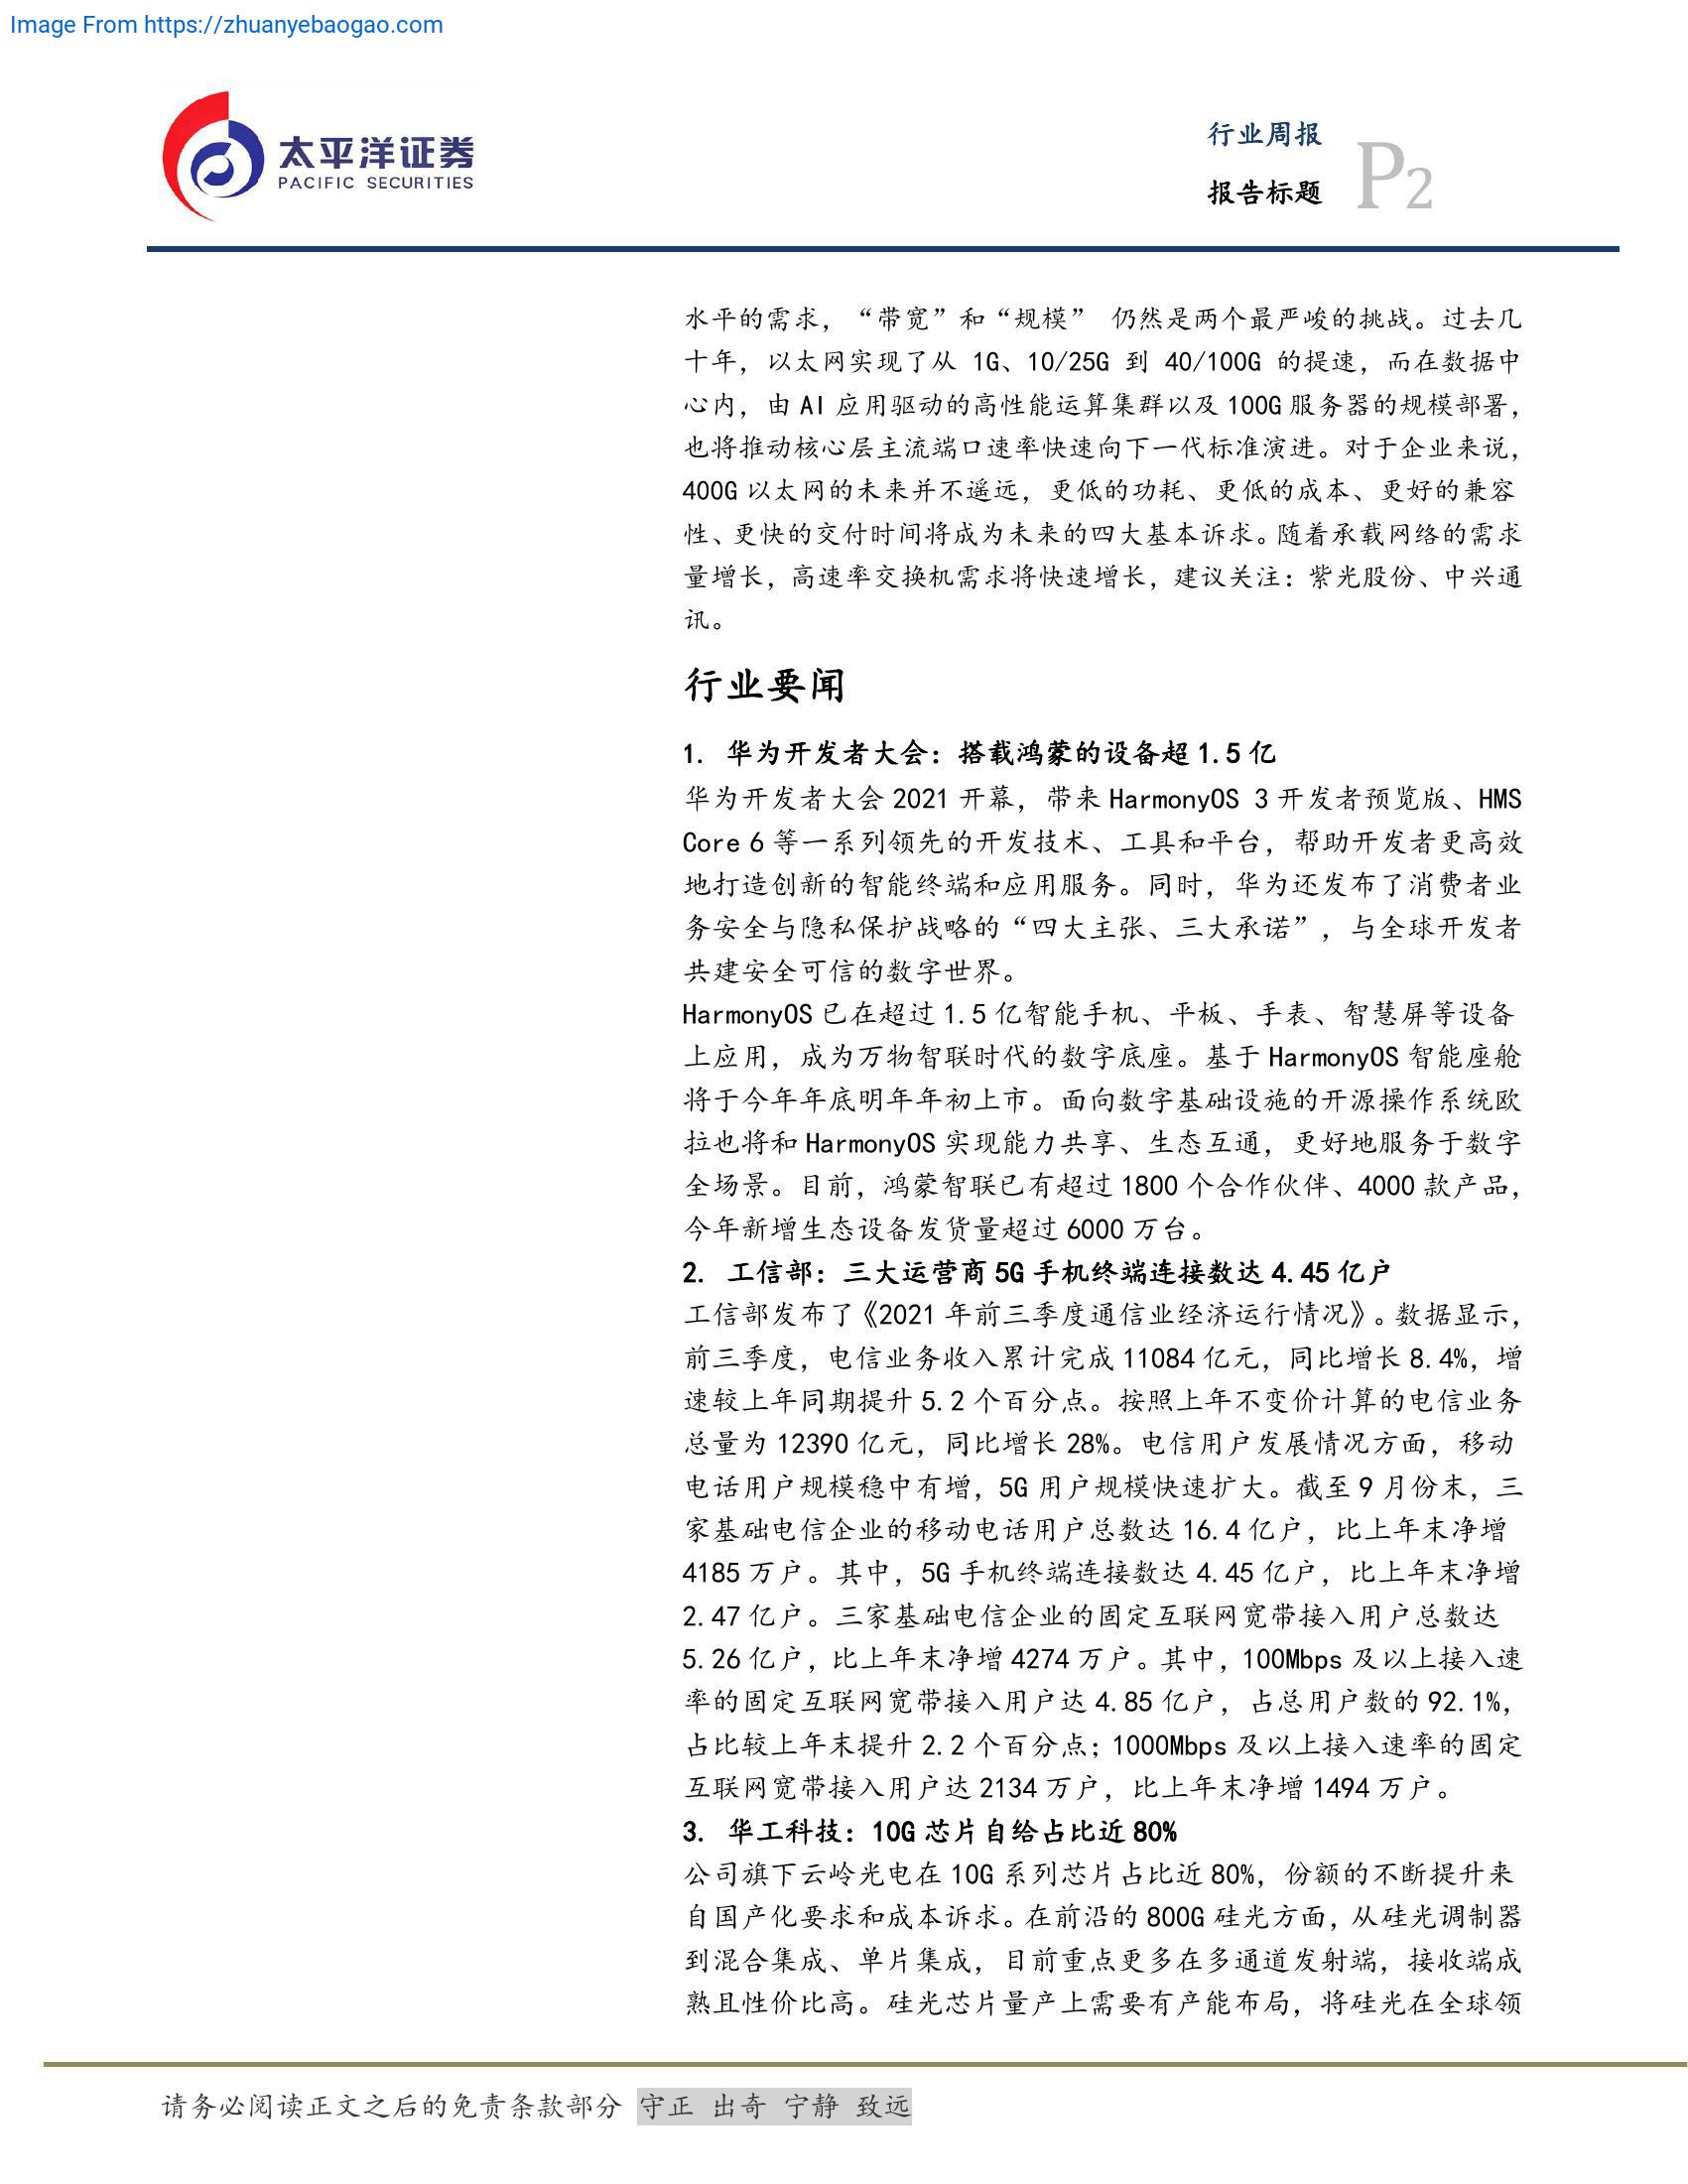 Image From https://zhuanyebaogao.com
太平洋证券
PACIFIC SECURITIES
行业周报
报告标题
P2
水平的需求，“带宽”和“规模” 仍然是两个最严峻的挑战。过去几
十年，以太网实现了从 1G、10/25G 到 40/100G 的提速，而在数据中
心内，由 AI 应用驱动的高性能运算集群以及 100G 服务器的规模部署，
也将推动核心层主流端口速率快速向下一代标准演进。对于企业来说，
400G 以太网的未来并不遥远，更低的功耗、更低的成本、更好的兼容
性、更快的交付时间将成为未来的四大基本诉求。随着承载网络的需求
量增长，高速率交换机需求将快速增长，建议关注：紫光股份、中兴通
讯。
行业要闻
1. 华为开发者大会：搭载鸿蒙的设备超 1.5 亿
华为开发者大会 2021 开幕，带来 HarmonyOS 3 开发者预览版、HMS
Core 6 等一系列领先的开发技术、工具和平台，帮助开发者更高效
地打造创新的智能终端和应用服务。同时，华为还发布了消费者业
务安全与隐私保护战略的“四大主张、三大承诺”，与全球开发者
共建安全可信的数字世界。
HarmonyOS 已在超过 1.5 亿智能手机、平板、手表、智慧屏等设备
上应用，成为万物智联时代的数字底座。基于 HarmonyOS 智能座舱
将于今年年底明年年初上市。面向数字基础设施的开源操作系统欧
拉也将和 HarmonyOS 实现能力共享、生态互通，更好地服务于数字
全场景。目前，鸿蒙智联已有超过 1800 个合作伙伴、4000 款产品，
今年新增生态设备发货量超过 6000 万台。
2. 工信部：三大运营商 5G 手机终端连接数达 4.45 亿户
工信部发布了《2021 年前三季度通信业经济运行情况》。数据显示，
前三季度，电信业务收入累计完成 11084 亿元，同比增长 8.4%，增
速较上年同期提升 5.2 个百分点。按照上年不变价计算的电信业务
总量为 12390 亿元，同比增长 28%。电信用户发展情况方面，移动
电话用户规模稳中有增，5G 用户规模快速扩大。截至 9 月份末，三
家基础电信企业的移动电话用户总数达 16.4 亿户，比上年末净增
4185 万户。其中，5G 手机终端连接数达 4.45 亿户，比上年末净增
2.47 亿户。三家基础电信企业的固定互联网宽带接入用户总数达
5.26 亿户，比上年末净增 4274 万户。其中，100Mbps 及以上接入速
率的固定互联网宽带接入用户达 4.85 亿户，占总用户数的 92.1%，
占比较上年末提升 2.2 个百分点；1000Mbps 及以上接入速率的固定
互联网宽带接入用户达 2134 万户，比上年末净增 1494 万户。
3. 华工科技：10G 芯片自给占比近 80%
公司旗下云岭光电在 10G 系列芯片占比近 80%，份额的不断提升来
自国产化要求和成本诉求。在前沿的 800G 硅光方面，从硅光调制器
到混合集成、单片集成，目前重点更多在多通道发射端，接收端成
熟且性价比高。硅光芯片量产上需要有产能布局，将硅光在全球领
请务必阅读正文之后的免责条款部分 守正 出奇 宁静 致远